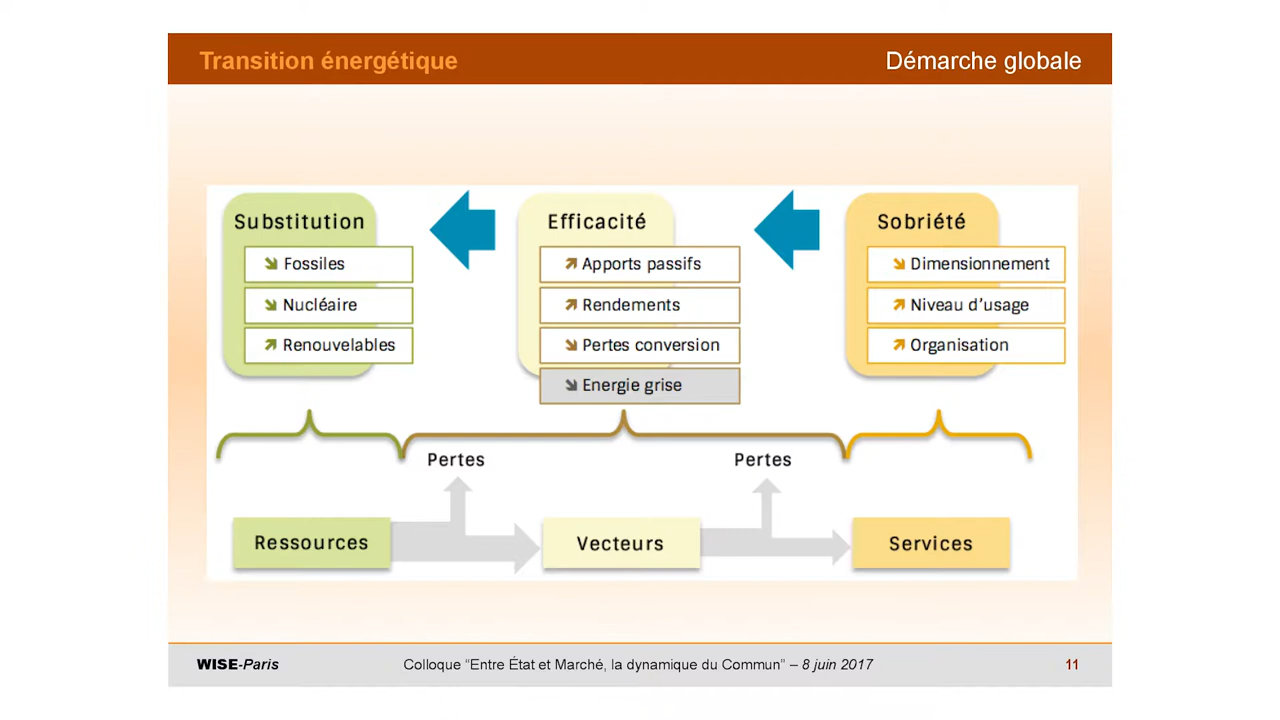 Transition énergétique
Démarche globale
Substitution
Fossiles
Nucléaire
Renouvelables
Efficacité
Apports passifs
Rendements
Pertes conversion
Energie grise
Sobriété
Dimensionnement
Niveau d'usage
Organisation
Pertes
Pertes
Ressources
Vecteurs
Services
WISE-Paris
Colloque “Entre État et Marché, la dynamique du Commun” – 8 juin 2017
11